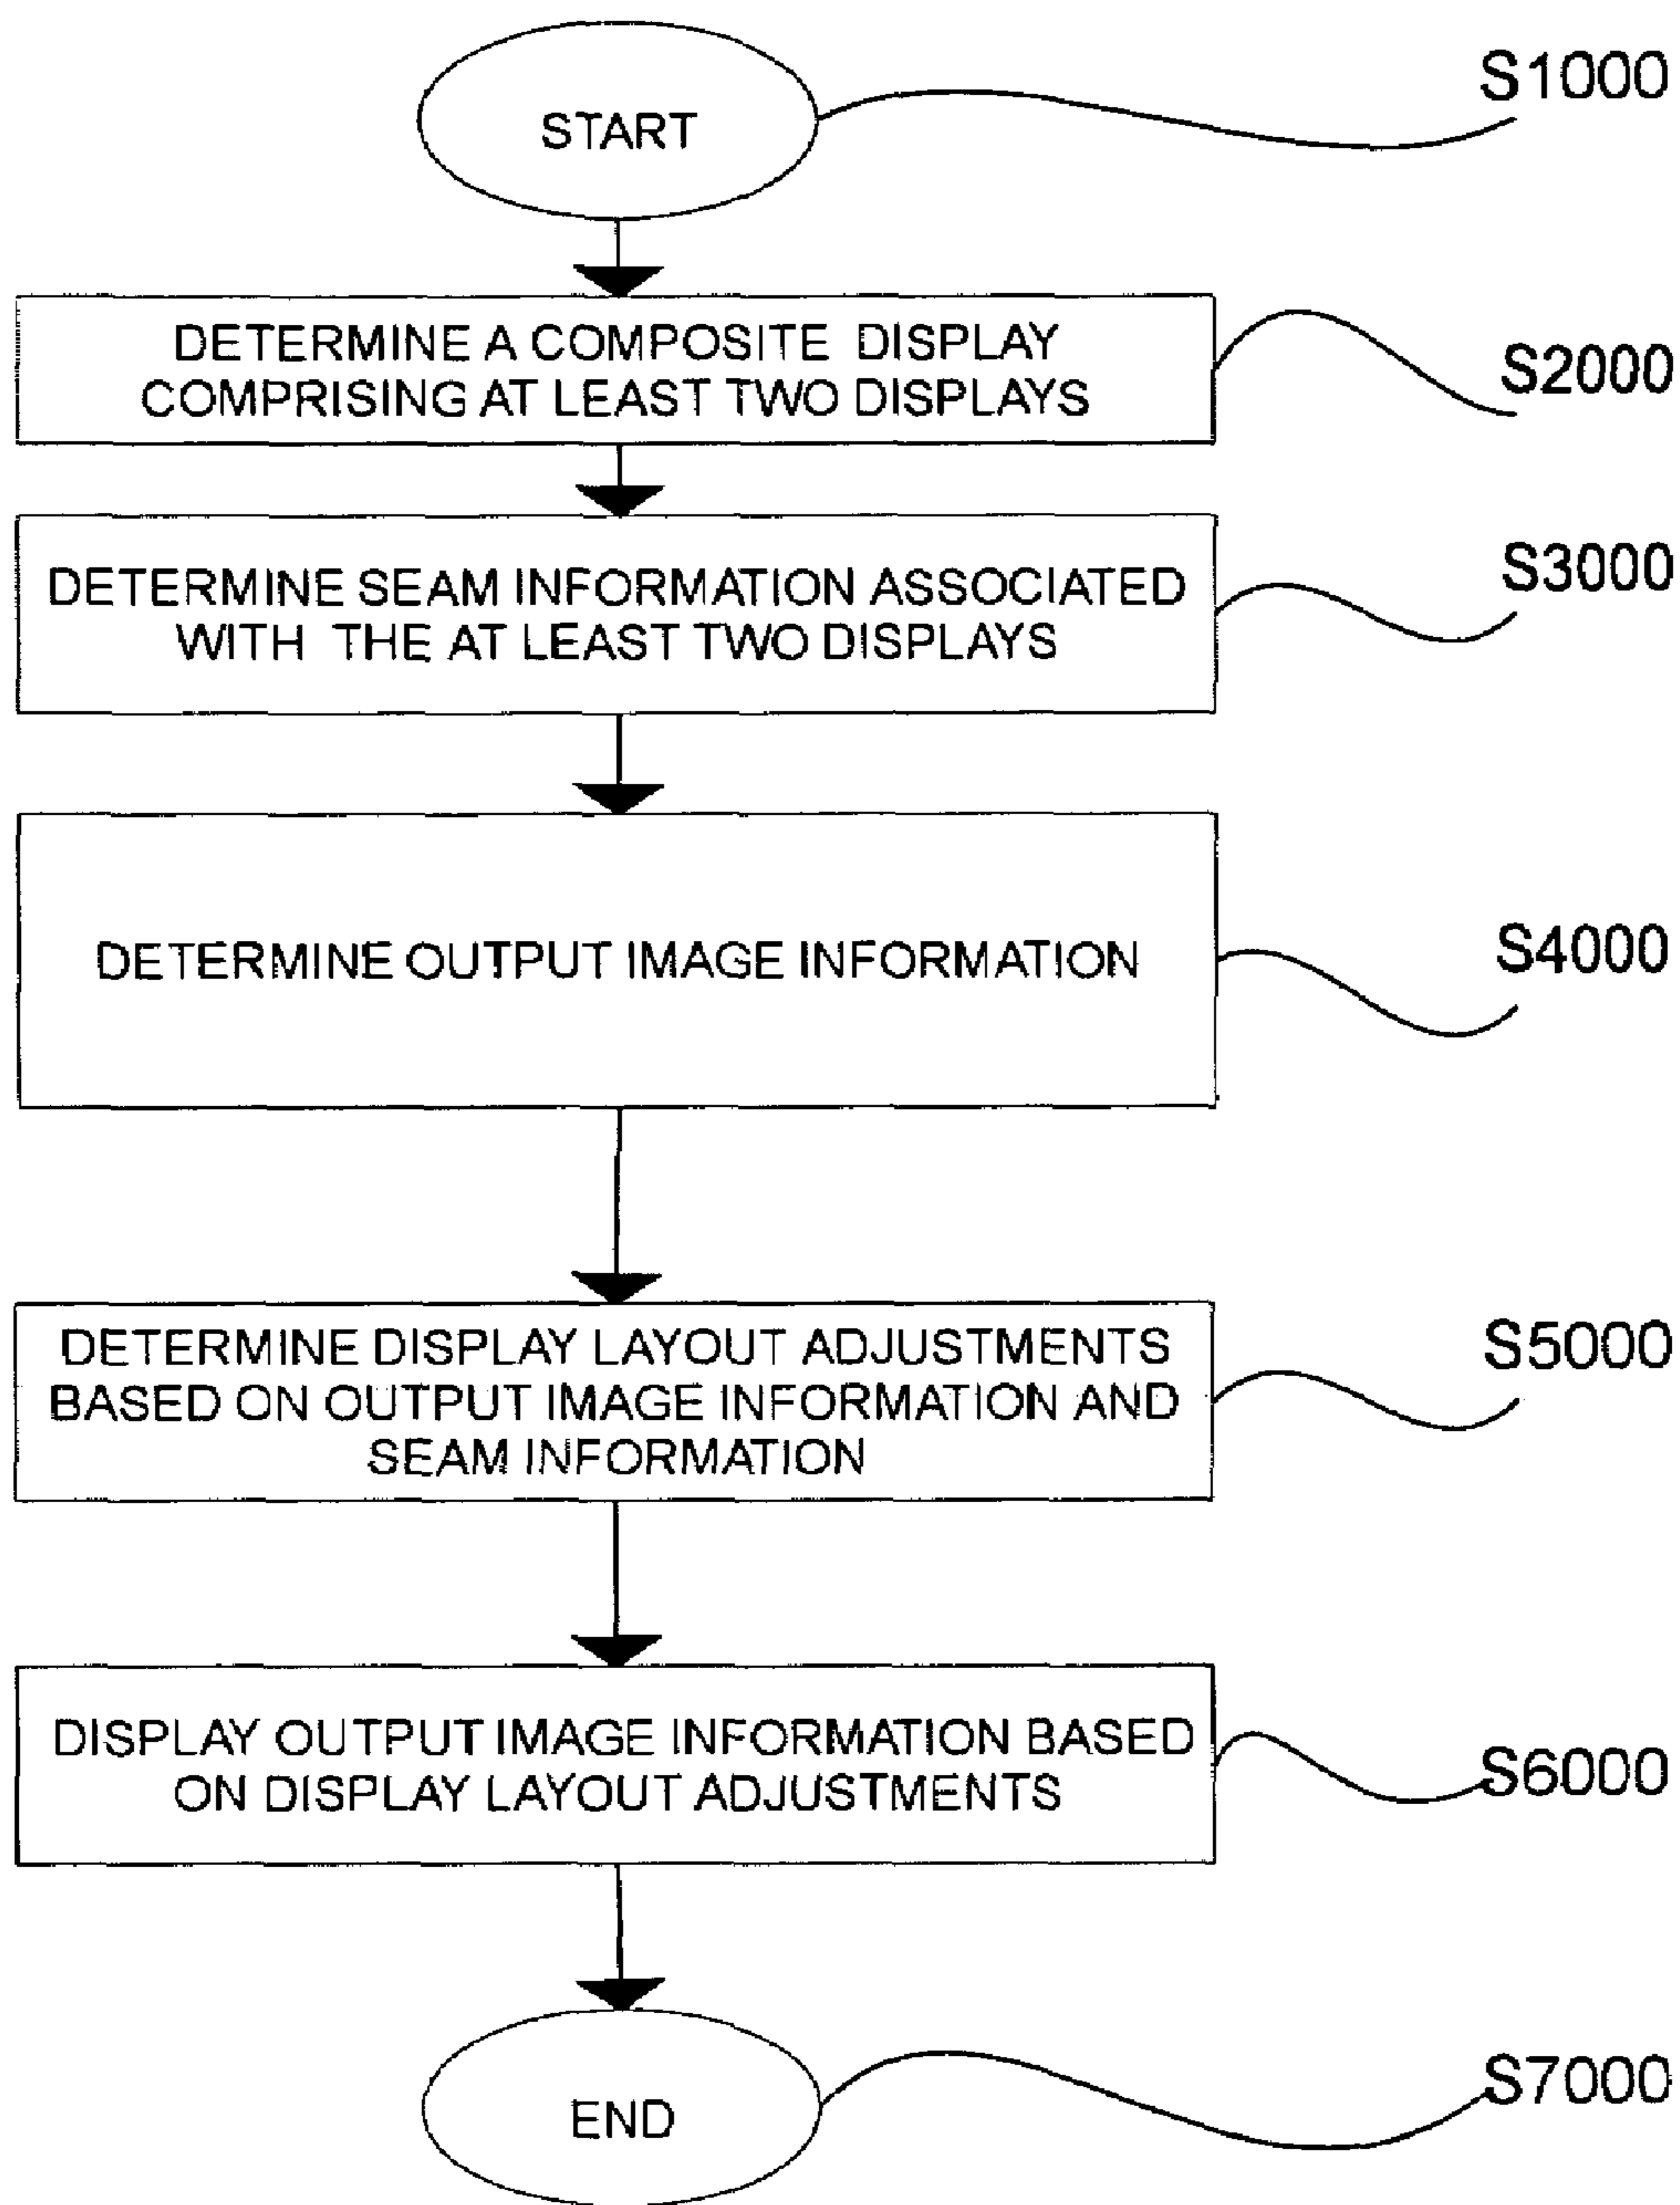 START
S1000
DETERMINE A COMPOSITE DISPLAY
COMPRISING AT LEAST TWO DISPLAYS
S2000
DETERMINE SEAM INFORMATION ASSOCIATED
WITH THE AT LEAST TWO DISPLAYS
S3000
DETERMINE OUTPUT IMAGE INFORMATION
S4000
DETERMINE DISPLAY LAYOUT ADJUSTMENTS
BASED ON OUTPUT IMAGE INFORMATION AND
SEAM INFORMATION
S5000
DISPLAY OUTPUT IMAGE INFORMATION BASED
ON DISPLAY LAYOUT ADJUSTMENTS
S6000
END
S7000